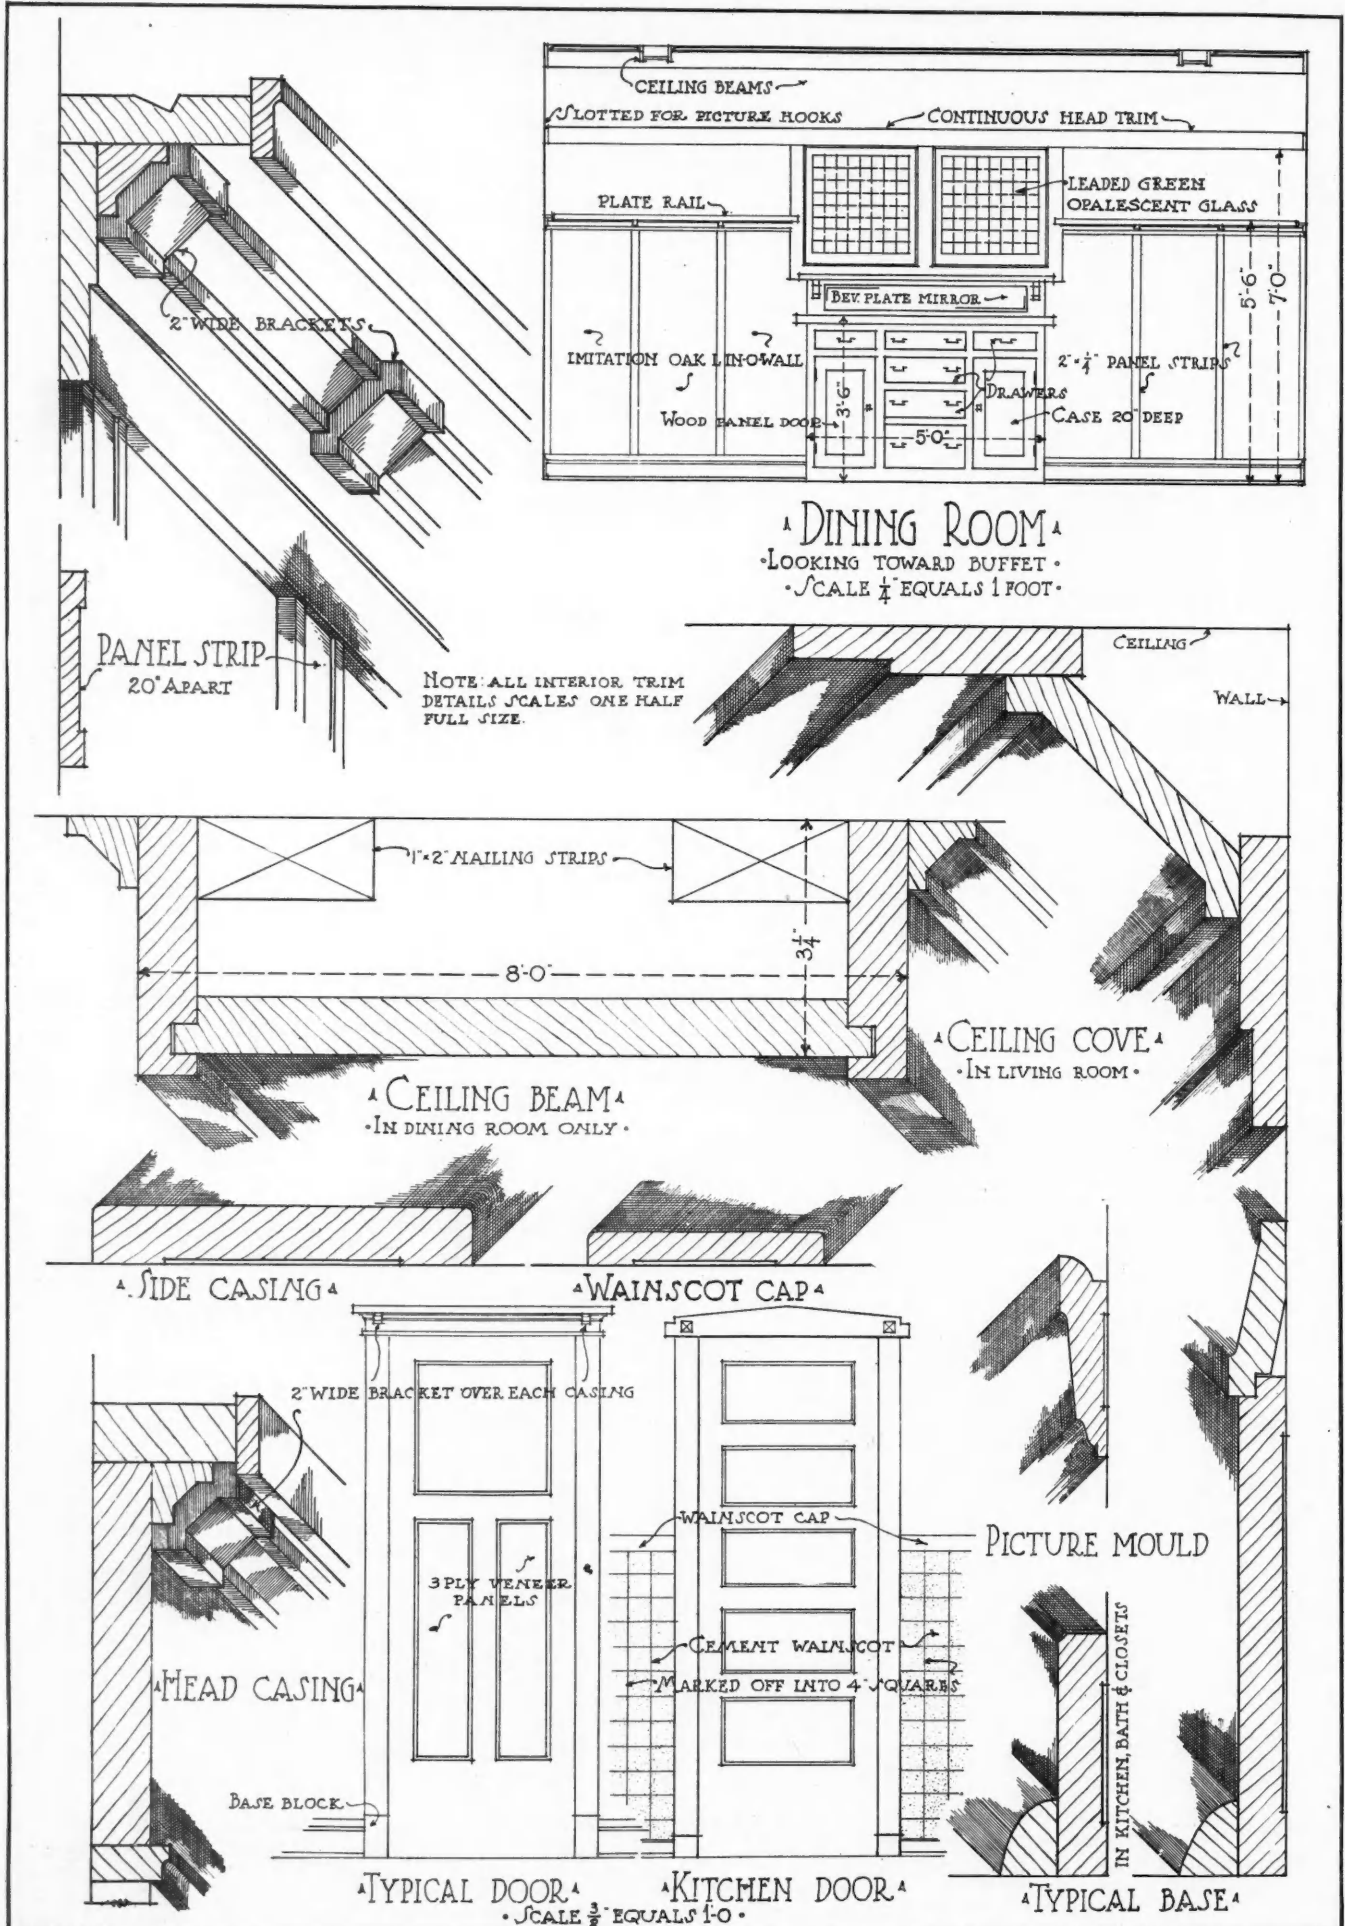 CEILING BEAMS
SLOTTED FOR PICTURE HOOKS
CONTINUOUS HEAD TRIM
LEADED GREEN
OPALESCENT GLASS
PLATE RAIL
5'-6"
7'-0"
BEV. PLATE MIRROR
2" WIDE BRACKETS
IMITATION OAK LIN-O-WALL
2" × 1/4" PANEL STRIPS
DRAWERS
3'-6"
WOOD PANEL DOOR
CASE 20" DEEP
5'-0"
DINING ROOM
•LOOKING TOWARD BUFFET•
•SCALE 1/4" EQUALS 1 FOOT•
CEILING
PANEL STRIP
20" APART
NOTE: ALL INTERIOR TRIM
DETAILS SCALES ONE HALF
FULL SIZE.
WALL
1" × 2" NAILING STRIPS
3 1/4"
8'-0"
CEILING COVE
•IN LIVING ROOM•
CEILING BEAM
•IN DINING ROOM ONLY•
SIDE CASING
WAINSCOT CAP
2" WIDE BRACKET OVER EACH CASING
WAINSCOT CAP
PICTURE MOULD
3 PLY VENEER
PANELS
CEMENT WAINSCOT
MARKED OFF INTO 4" SQUARES
HEAD CASING
IN KITCHEN, BATH & CLOSETS
BASE BLOCK
TYPICAL DOOR
KITCHEN DOOR
TYPICAL BASE
•SCALE 3/8" EQUALS 1'-0•